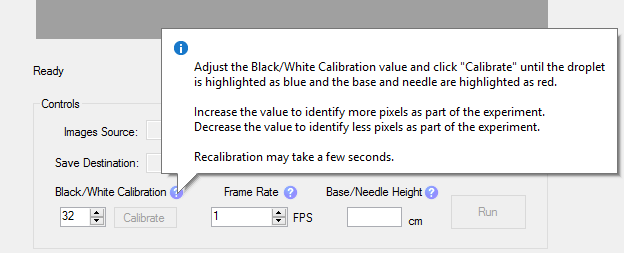 Adjust the Black/White Calibration value and click "Calibrate" until the droplet
is highlighted as blue and the base and needle are highlighted as red.
Increase the value to identify more pixels as part of the experiment.
Decrease the value to identify less pixels as part of the experiment.
Recalibration may take a few seconds.
Ready
Controls
Images Source:
Save Destination:
Black/White Calibration ? Frame Rate ? Base/Needle Height ?
32 Calibrate 1 FPS cm Run